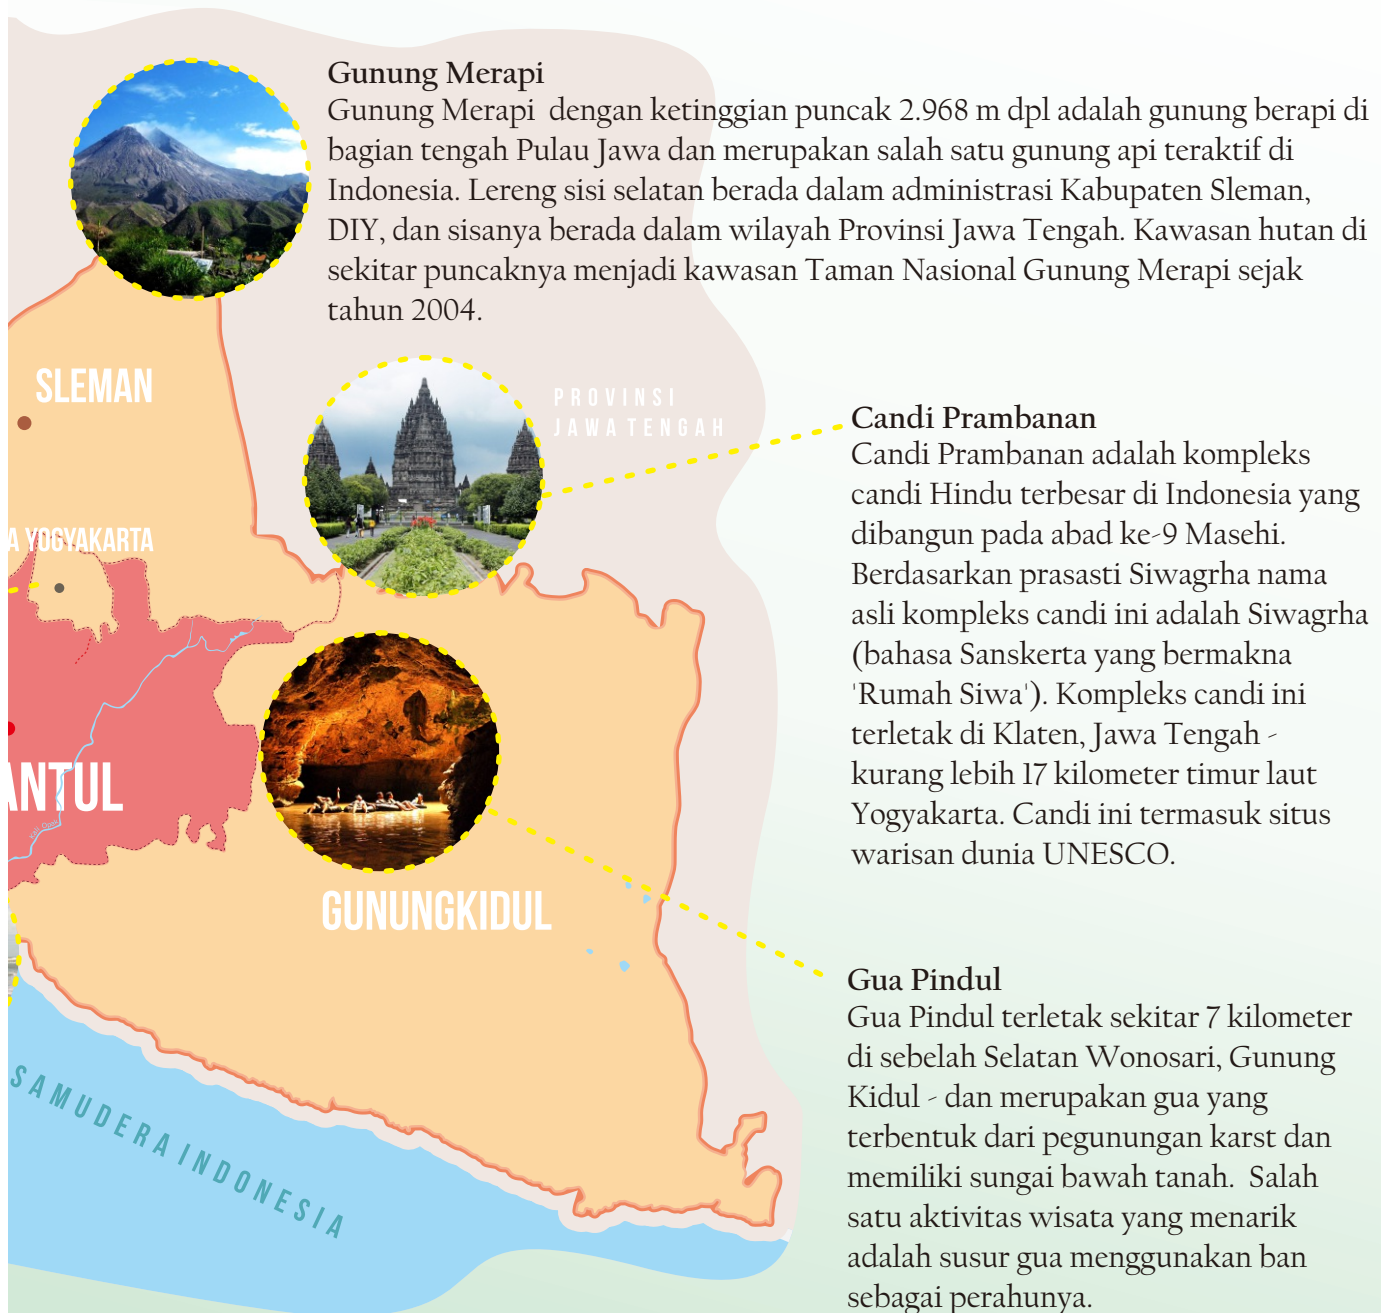 Gunung Merapi
Gunung Merapi dengan ketinggian puncak 2.968 m dpl adalah gunung berapi di
bagian tengah Pulau Jawa dan merupakan salah satu gunung api teraktif di
Indonesia. Lereng sisi selatan berada dalam administrasi Kabupaten Sleman,
DIY, dan sisanya berada dalam wilayah Provinsi Jawa Tengah. Kawasan hutan di
sekitar puncaknya menjadi kawasan Taman Nasional Gunung Merapi sejak
tahun 2004.
SLEMAN
PROVINSI
JAWA TENGAH
Candi Prambanan
Candi Prambanan adalah kompleks
candi Hindu terbesar di Indonesia yang
dibangun pada abad ke-9 Masehi.
Berdasarkan prasasti Siwagrha nama
asli kompleks candi ini adalah Siwagrha
(bahasa Sanskerta yang bermakna
'Rumah Siwa'). Kompleks candi ini
terletak di Klaten, Jawa Tengah -
kurang lebih 17 kilometer timur laut
Yogyakarta. Candi ini termasuk situs
warisan dunia UNESCO.
A YOGYAKARTA
ANTUL
Kali Opak
GUNUNGKIDUL
Gua Pindul
Gua Pindul terletak sekitar 7 kilometer
di sebelah Selatan Wonosari, Gunung
Kidul - dan merupakan gua yang
terbentuk dari pegunungan karst dan
memiliki sungai bawah tanah. Salah
satu aktivitas wisata yang menarik
adalah susur gua menggunakan ban
sebagai perahunya.
SAMUDERA INDONESIA